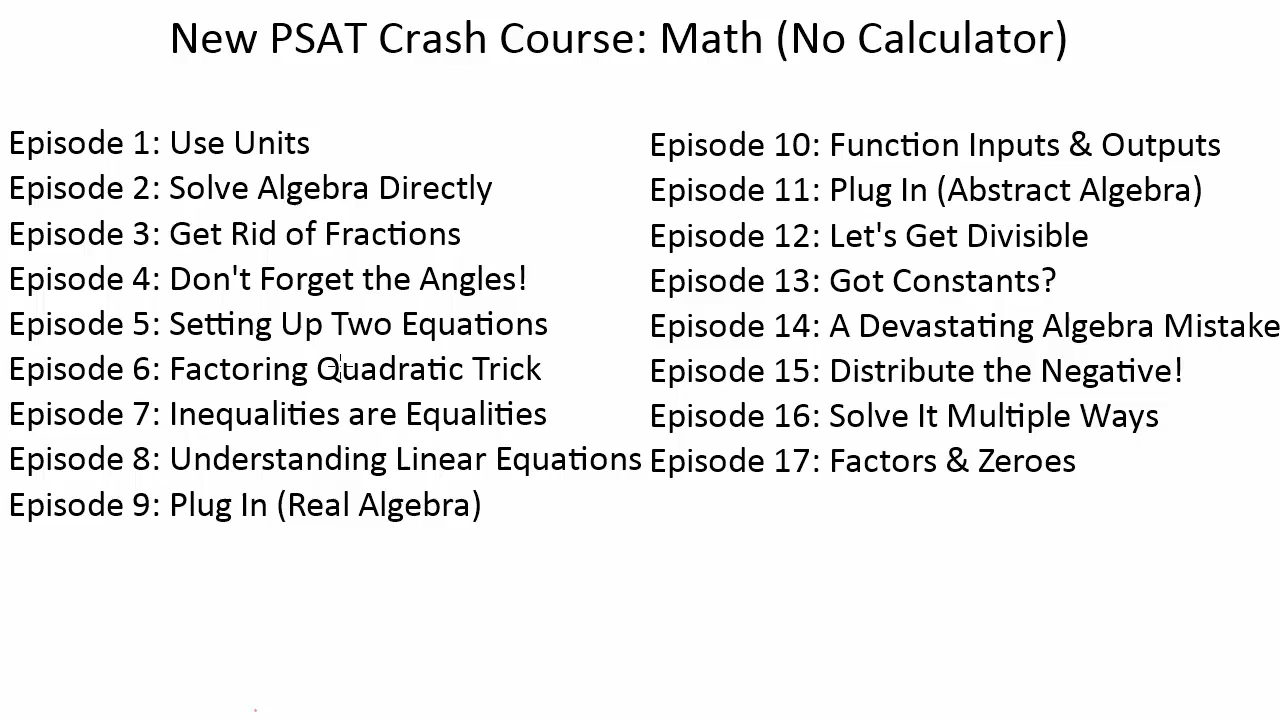 New PSAT Crash Course: Math (No Calculator)
Episode 1: Use Units
Episode 2: Solve Algebra Directly
Episode 3: Get Rid of Fractions
Episode 4: Don't Forget the Angles!
Episode 5: Setting Up Two Equations
Episode 6: Factoring Quadratic Trick
Episode 7: Inequalities are Equalities
Episode 8: Understanding Linear Equations
Episode 9: Plug In (Real Algebra)
Episode 10: Function Inputs & Outputs
Episode 11: Plug In (Abstract Algebra)
Episode 12: Let's Get Divisible
Episode 13: Got Constants?
Episode 14: A Devastating Algebra Mistake
Episode 15: Distribute the Negative!
Episode 16: Solve It Multiple Ways
Episode 17: Factors & Zeroes